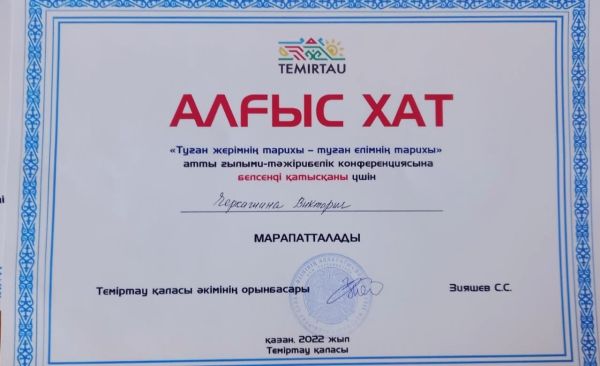 TEMIRTAU
АЛҒЫС ХАТ
«Туған жерімнің тарихы – туған елімнің тарихы»
атты ғылыми-тәжірибелік конференциясына
белсенді қатысқаны үшін
Черкашина Виктория
МАРАПАТТАЛАДЫ
Теміртау қаласы әкімінің орынбасары
Зияшев С.С.
қазан, 2022 жыл
Теміртау қаласы